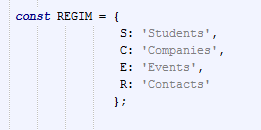 const REGIM = {
S: 'Students',
C: 'Companies',
E: 'Events',
R: 'Contacts'
};